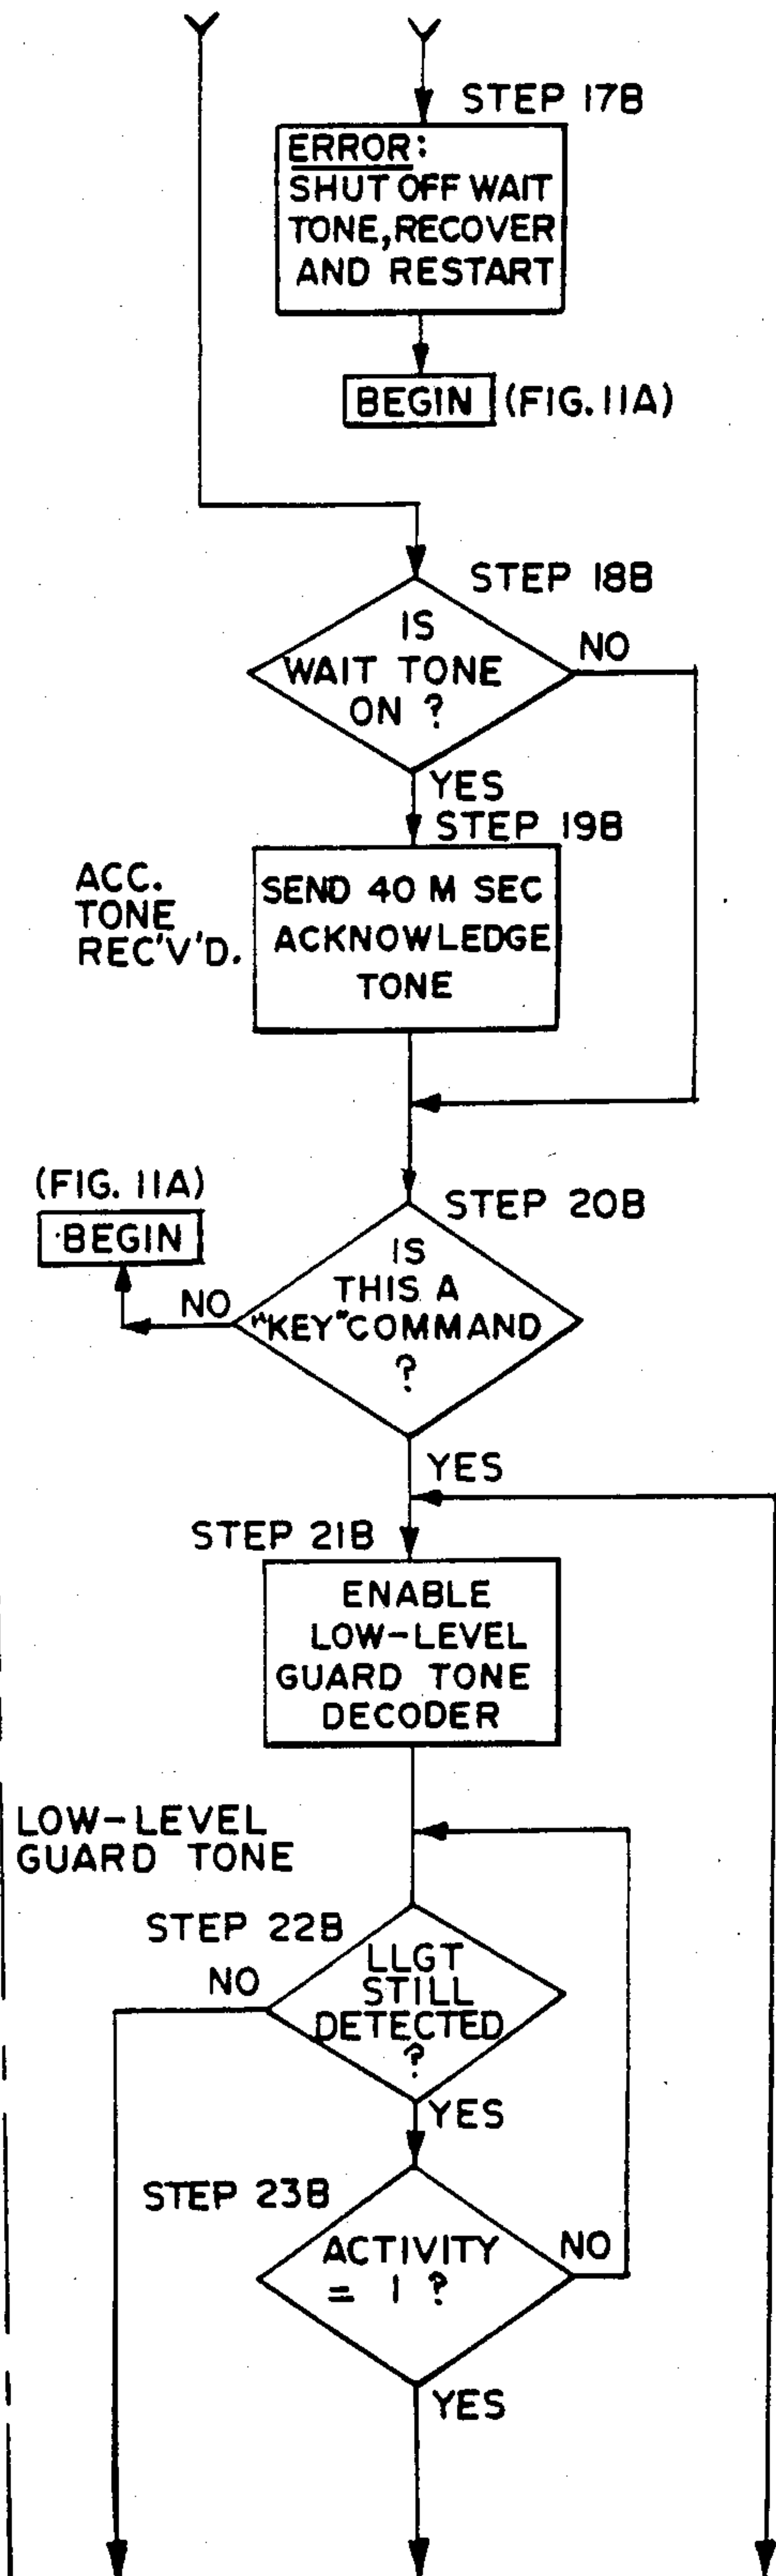 STEP 17B
ERROR:
SHUT OFF WAIT
TONE, RECOVER
AND RESTART
BEGIN (FIG. 11A)
STEP 18B
IS
WAIT TONE
ON ?
NO
YES
STEP 19B
ACC.
TONE
REC'V'D.
SEND 40 M SEC
ACKNOWLEDGE
TONE
(FIG. 11A)
BEGIN
STEP 20B
IS
THIS A
"KEY" COMMAND
?
NO
YES
STEP 21B
ENABLE
LOW-LEVEL
GUARD TONE
DECODER
LOW-LEVEL
GUARD TONE
STEP 22B
LLGT
STILL
DETECTED
?
NO
YES
STEP 23B
ACTIVITY
= 1 ?
NO
YES